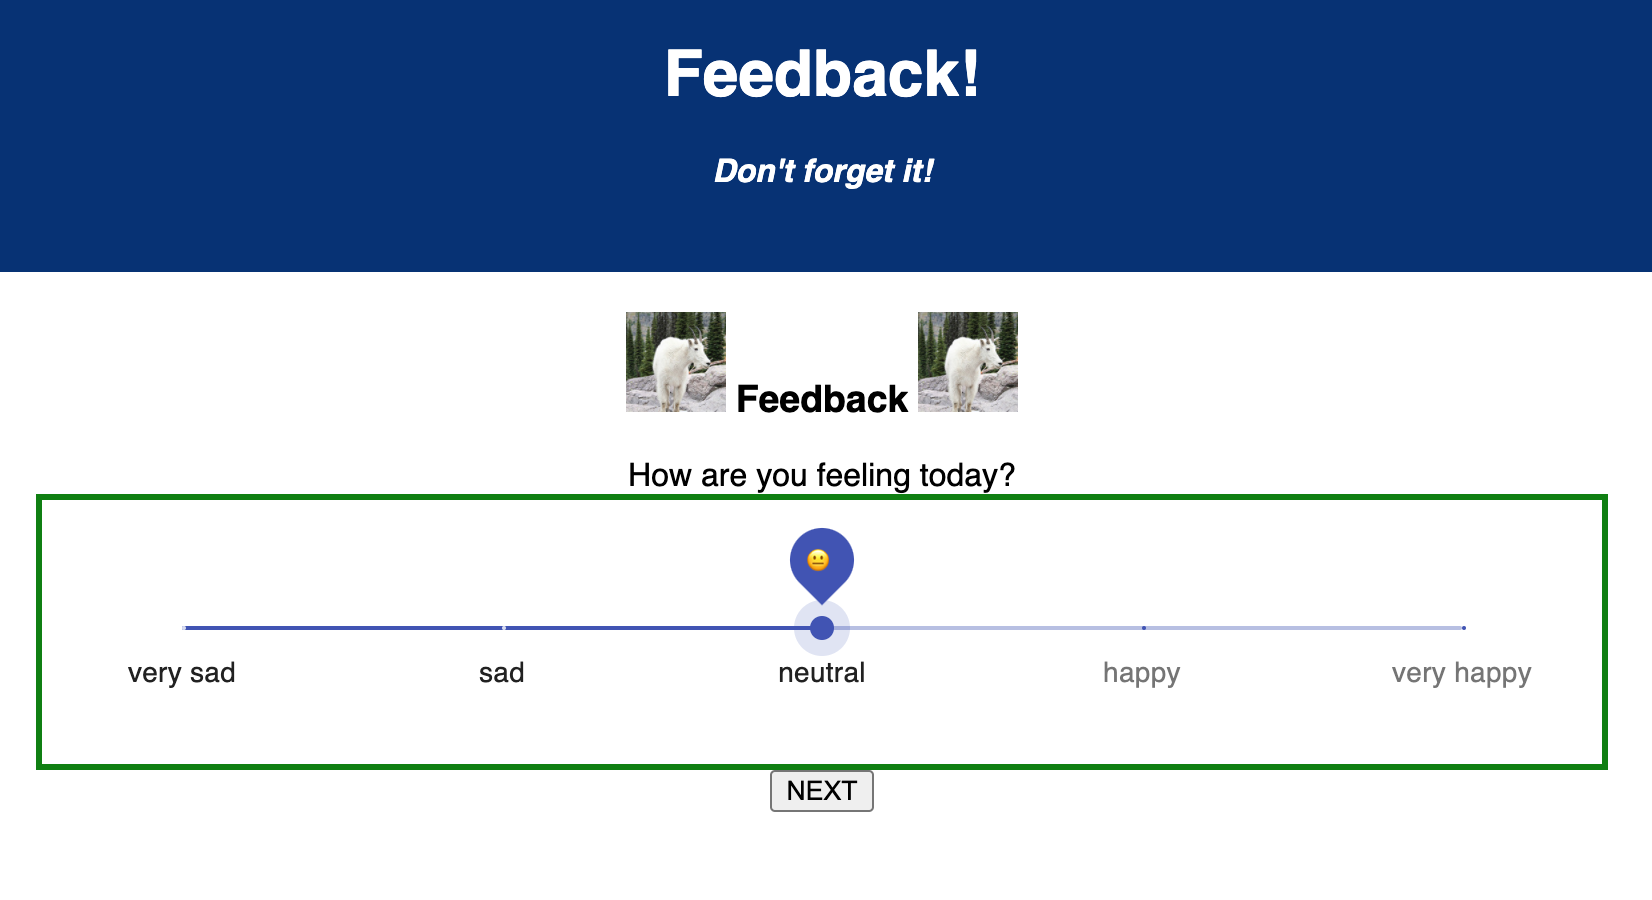 Feedback!
Don't forget it!
Feedback
How are you feeling today?
very sad sad neutral happy very happy
NEXT